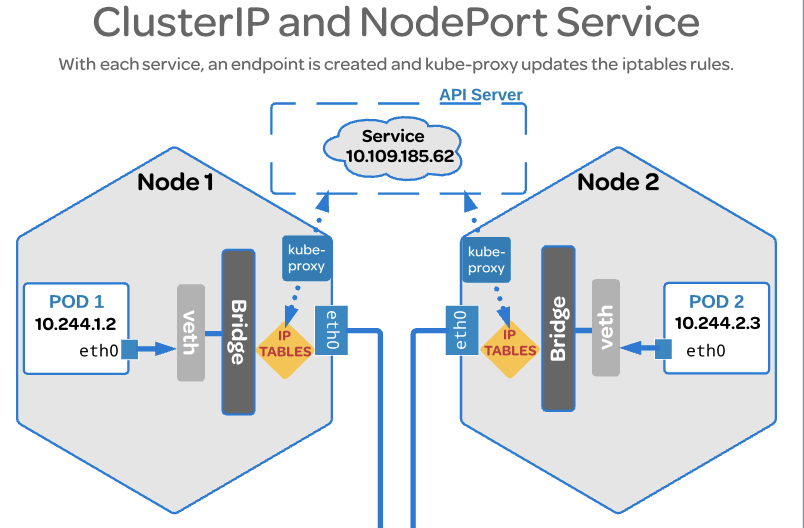 ClusterIP and NodePort Service
With each service, an endpoint is created and kube-proxy updates the iptables rules.
API Server
Service
10.109.185.62
Node 1
Node 2
kube-
proxy
kube-
proxy
POD 1
10.244.1.2
eth0
veth
Bridge
IP
TABLES
eth0
eth0
IP
TABLES
Bridge
veth
POD 2
10.244.2.3
eth0